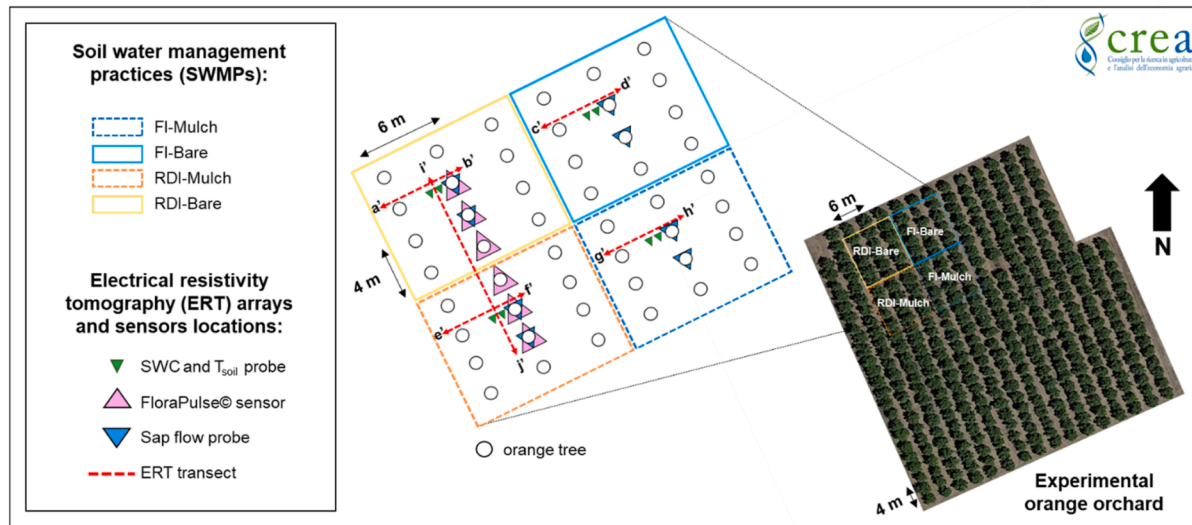 Soil water management
practices (SWMPs):
FI-Mulch
FI-Bare
RDI-Mulch
RDI-Bare
Electrical resistivity
tomography (ERT) arrays
and sensors locations:
SWC and Tsoil probe
FloraPulse© sensor
Sap flow probe
ERT transect
6 m
4 m
a'
i'
b'
c'
d'
e'
f'
g'
h'
j'
orange tree
crea
Consiglio per la ricerca in agricoltura
e l'analisi dell'economia agraria
6 m
RDI-Bare
FI-Bare
FI-Mulch
RDI-Mulch
4 m
N
Experimental
orange orchard